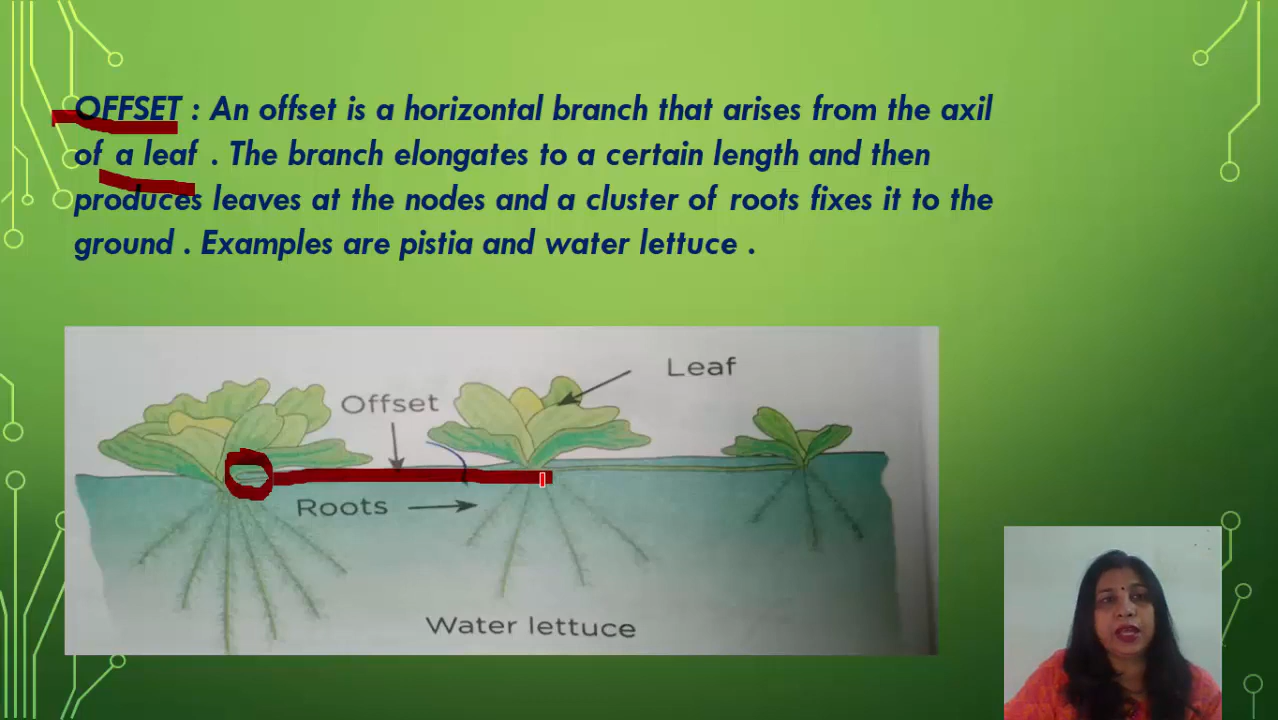 OFFSET : An offset is a horizontal branch that arises from the axil
of a leaf . The branch elongates to a certain length and then
produces leaves at the nodes and a cluster of roots fixes it to the
ground . Examples are pistia and water lettuce .
Leaf
Offset
Roots
Water lettuce